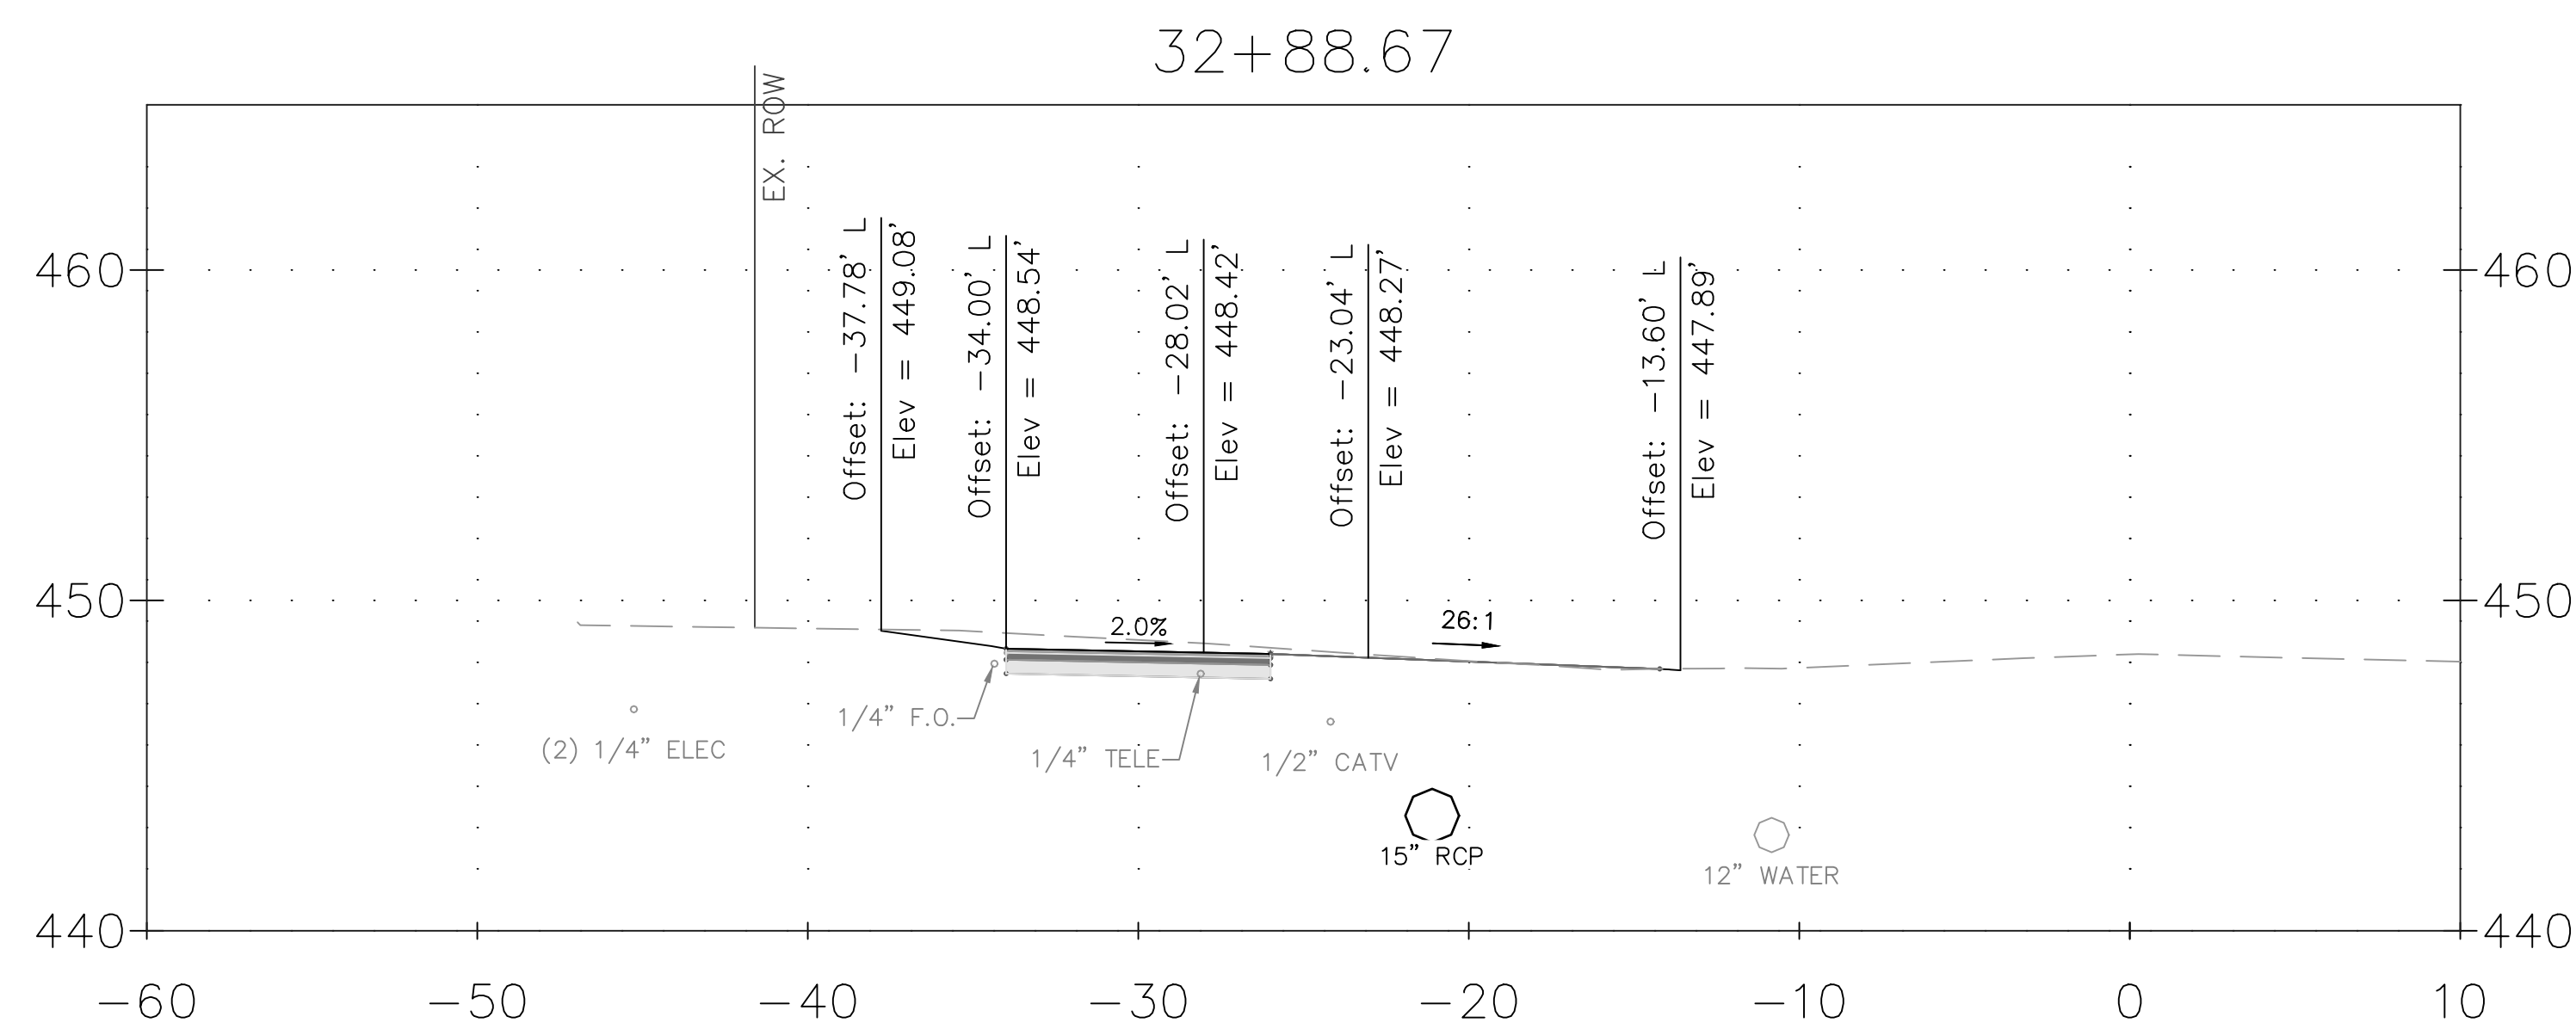 32+88.67
EX. ROW
Offset: -37.78' L
Elev = 449.08'
Offset: -34.00' L
Elev = 448.54'
Offset: -28.02' L
Elev = 448.42'
Offset: -23.04' L
Elev = 448.27'
Offset: -13.60' L
Elev = 447.89'
460
460
450
450
2.0%
26:1
1/4" F.O.
(2) 1/4" ELEC
1/4" TELE
1/2" CATV
15" RCP
12" WATER
440
440
-60
-50
-40
-30
-20
-10
0
10